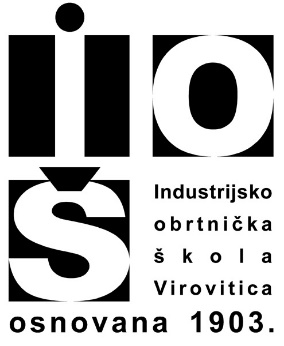 io
š
Industrijsko
obrtnička
škola
Virovitica
osnovana 1903.